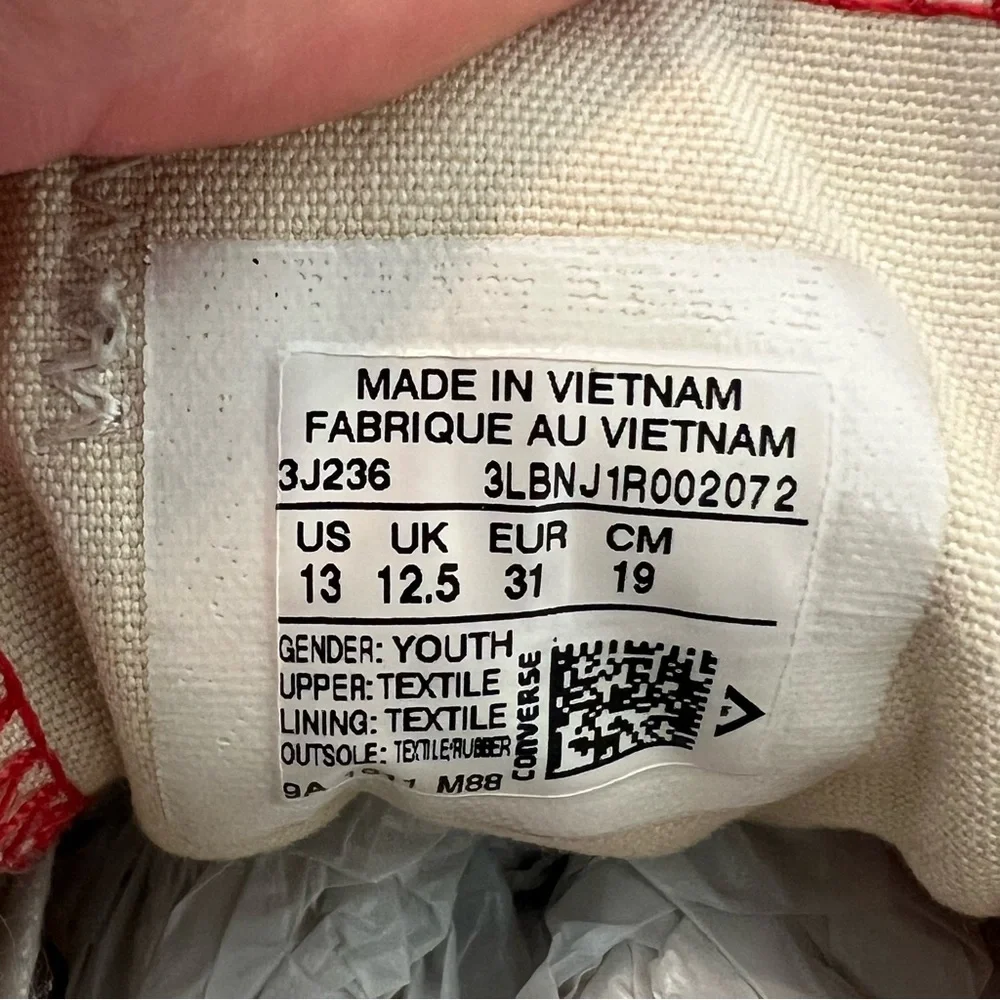 MADE IN VIETNAM
FABRIQUE AU VIETNAM
3J236 3LBNJ1R002072
US UK EUR CM
13 12.5 31 19
GENDER: YOUTH
UPPER: TEXTILE
LINING: TEXTILE
OUTSOLE: TEXTILE/RUBBER
M88
CONVERSE